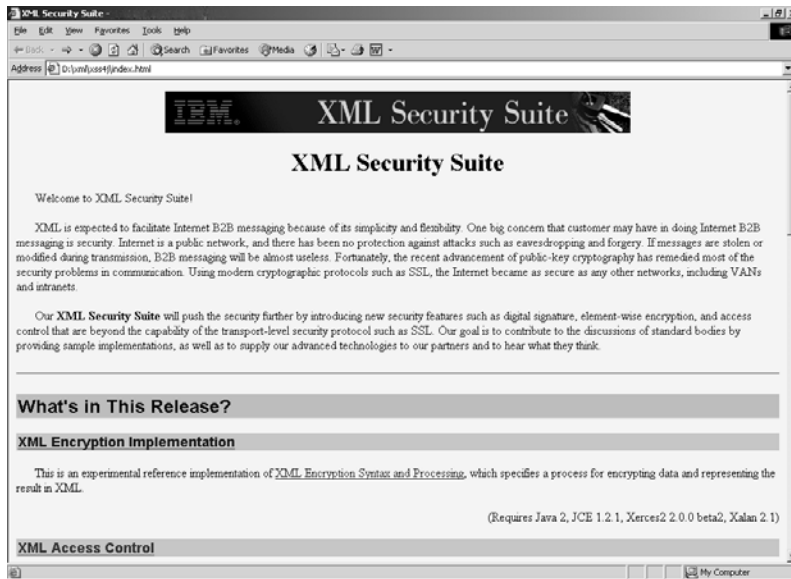 XML Security Suite -
File Edit View Favorites Tools Help
Back Search Favorites Media
Address D:\xml\xss4j\index.html
IBM. XML Security Suite
XML Security Suite
Welcome to XML Security Suite!
XML is expected to facilitate Internet B2B messaging because of its simplicity and flexibility. One big concern that customer may have in doing Internet B2B
messaging is security. Internet is a public network, and there has been no protection against attacks such as eavesdropping and forgery. If messages are stolen or
modified during transmission, B2B messaging will be almost useless. Fortunately, the recent advancement of public-key cryptography has remedied most of the
security problems in communication. Using modern cryptographic protocols such as SSL, the Internet became as secure as any other networks, including VANs
and intranets.
Our XML Security Suite will push the security further by introducing new security features such as digital signature, element-wise encryption, and access
control that are beyond the capability of the transport-level security protocol such as SSL. Our goal is to contribute to the discussions of standard bodies by
providing sample implementations, as well as to supply our advanced technologies to our partners and to hear what they think.
What's in This Release?
XML Encryption Implementation
This is an experimental reference implementation of XML Encryption Syntax and Processing, which specifies a process for encrypting data and representing the
result in XML.
(Requires Java 2, JCE 1.2.1, Xerces2 2.0.0 beta2, Xalan 2.1)
XML Access Control
My Computer